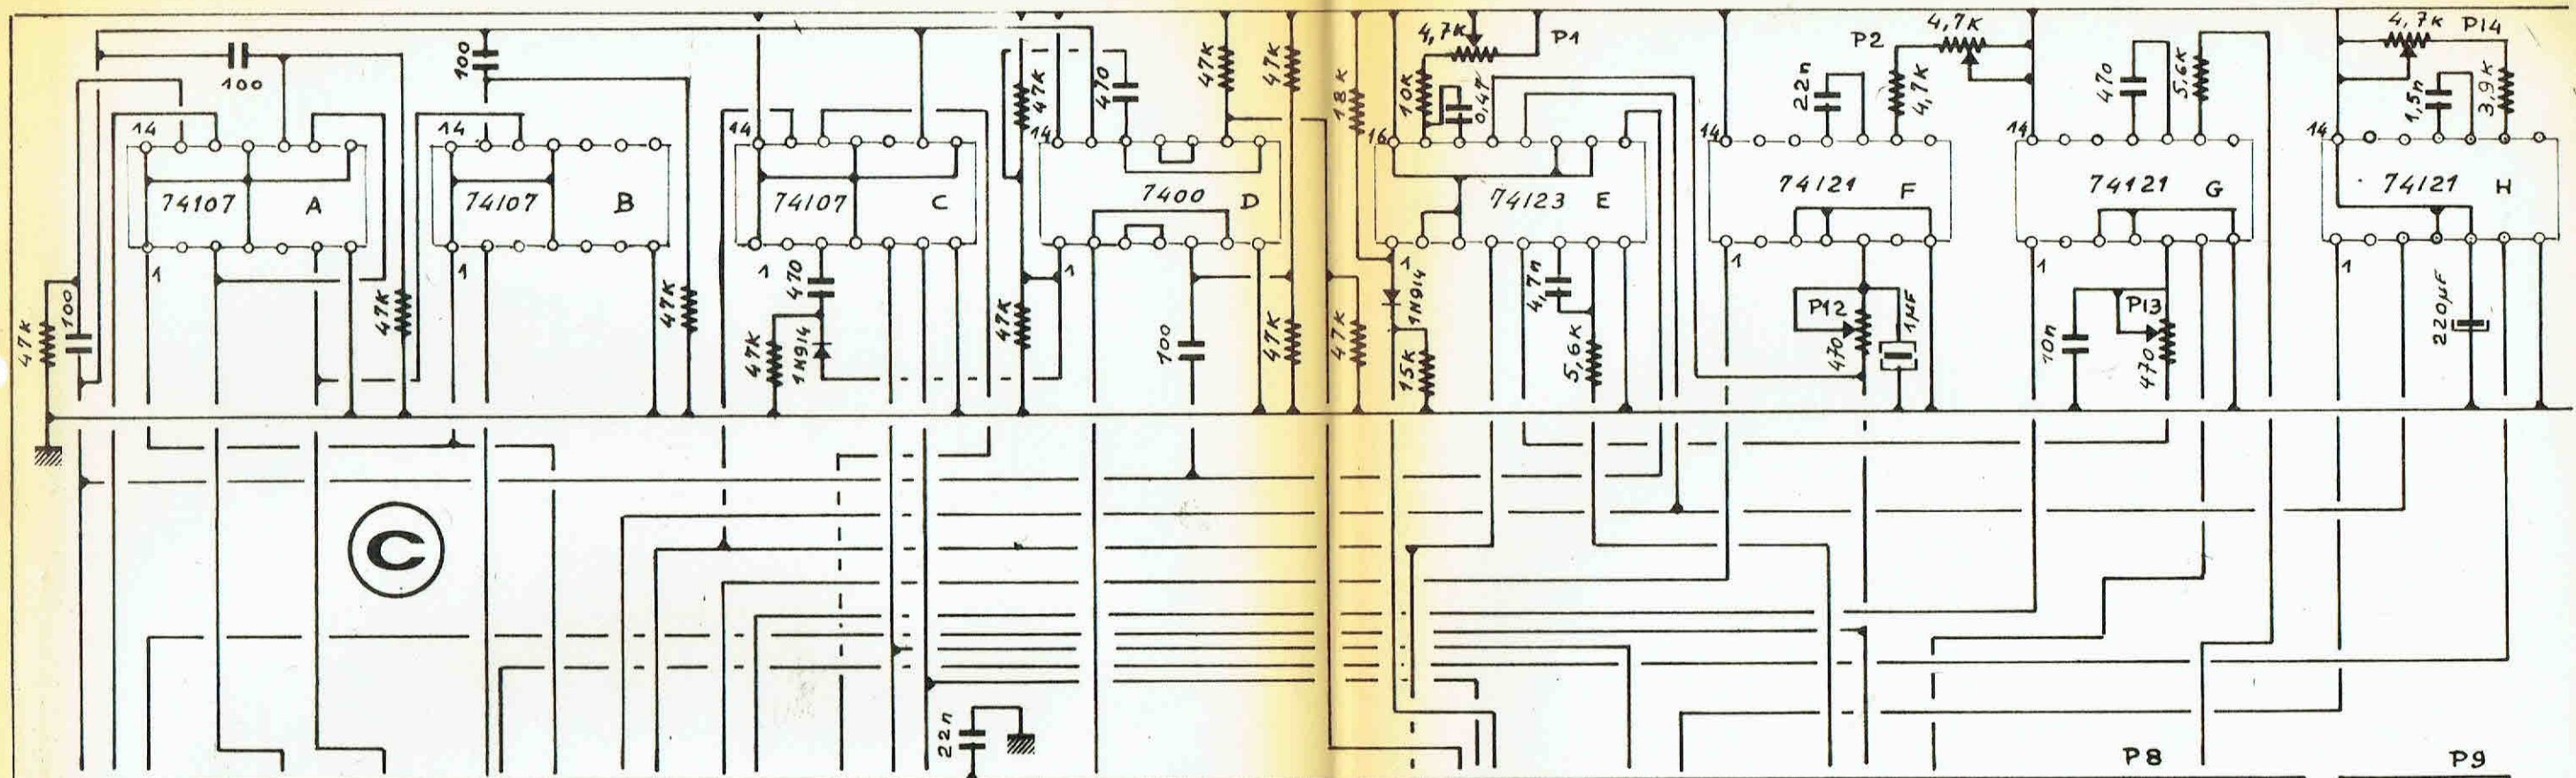 4,7K P1
4,7K
P2
4,7K P14
100
100
47K
470
47K
47K
18K
10K
0,47
22n
4,7K
470
5,6K
1,5n
3,9K
14
14
14
14
16
14
14
14
74107 A
74107 B
74107 C
7400 D
74123 E
74121 F
74121 G
74121 H
1
1
1
1
1
1
1
1
47K
100
47K
47K
470
47K
1N914
47K
100
47K
47K
1N914
15K
4,7n
5,6K
P12
470
1µF
10n
P13
470
220µF
C
22n
P8
P9